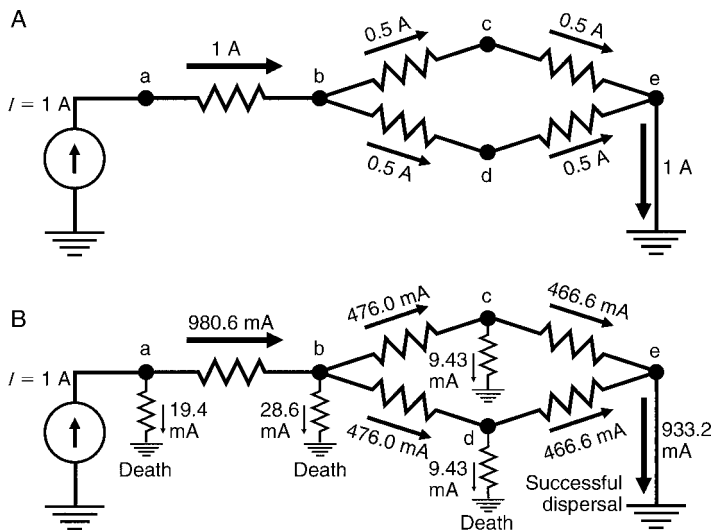 A
0.5 A
c
0.5 A
1 A
a
b
e
I = 1 A
0.5 A
d
0.5 A
1 A
B
980.6 mA
476.0 mA
c
466.6 mA
a
b
9.43
mA
e
I = 1 A
19.4
mA
28.6
mA
476.0 mA
d
466.6 mA
933.2
mA
Death
Death
9.43
mA
Successful
dispersal
Death